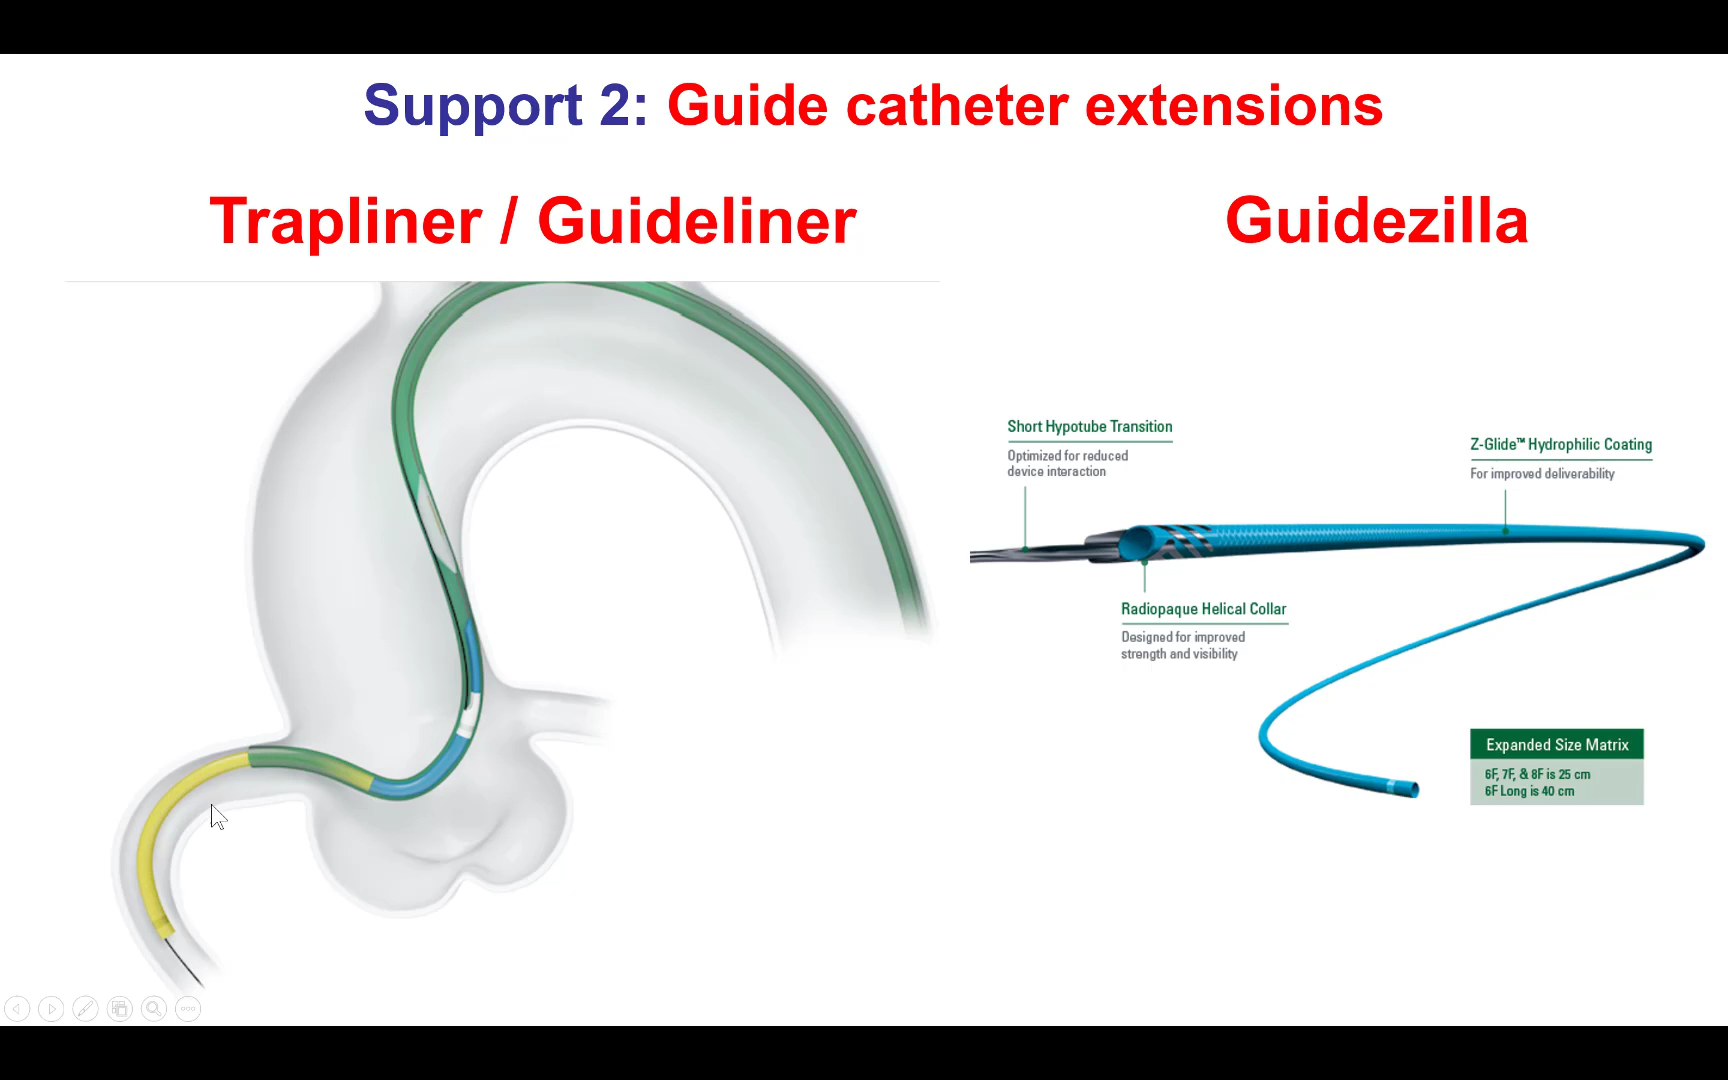 Support 2: Guide catheter extensions
Trapliner / Guideliner
Guidezilla
Short Hypotube Transition
Optimized for reduced
device interaction
Z-Glide™ Hydrophilic Coating
For improved deliverability
Radiopaque Helical Collar
Designed for improved
strength and visibility
Expanded Size Matrix
6F, 7F, & 8F is 25 cm
6F Long is 40 cm